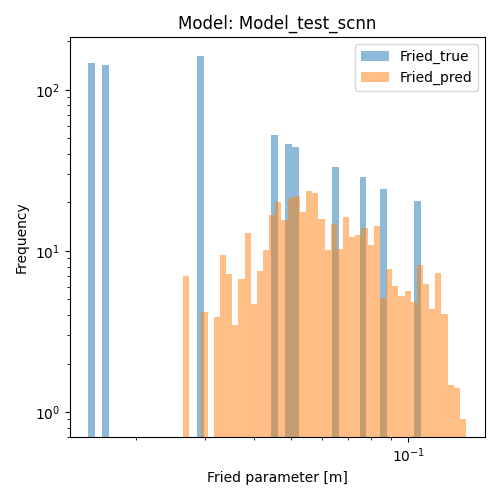 Model: Model_test_scnn
Fried_true
Fried_pred
10²
10¹
10⁰
Frequency
10⁻¹
Fried parameter [m]